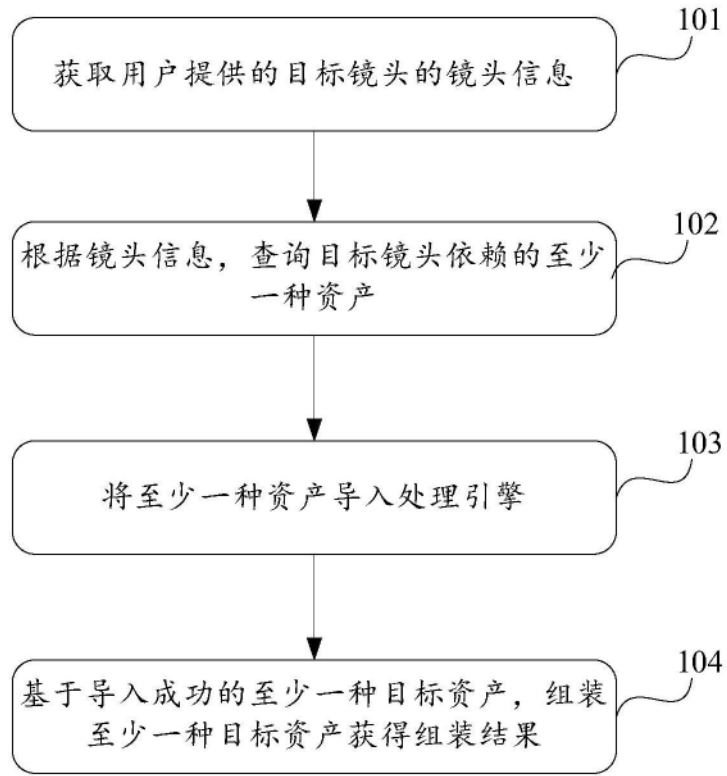 101
获取用户提供的目标镜头的镜头信息
102
根据镜头信息，查询目标镜头依赖的至少
一种资产
103
将至少一种资产导入处理引擎
104
基于导入成功的至少一种目标资产，组装
至少一种目标资产获得组装结果